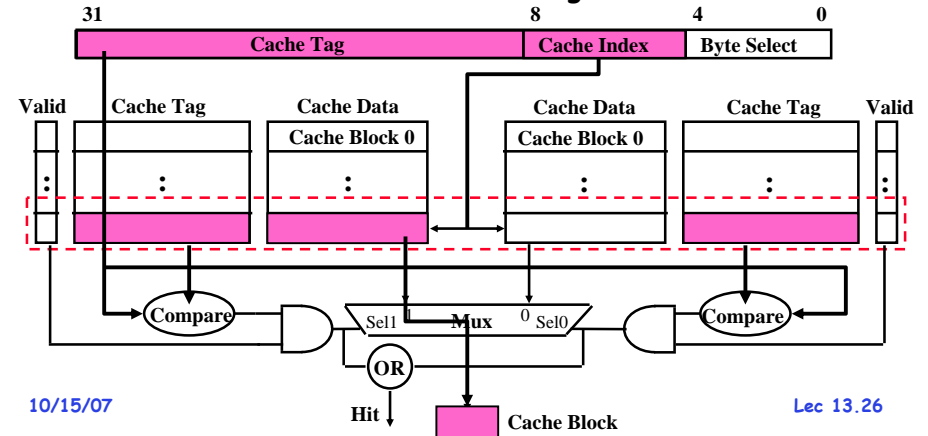 31 8 4 0
Cache Tag Cache Index Byte Select
Valid Cache Tag Cache Data Cache Data Cache Tag Valid
Cache Block 0 Cache Block 0
: : : : : :
Compare Sel1 1 Mux 0 Sel0 Compare
OR
Hit
Cache Block
10/15/07 Lec 13.26